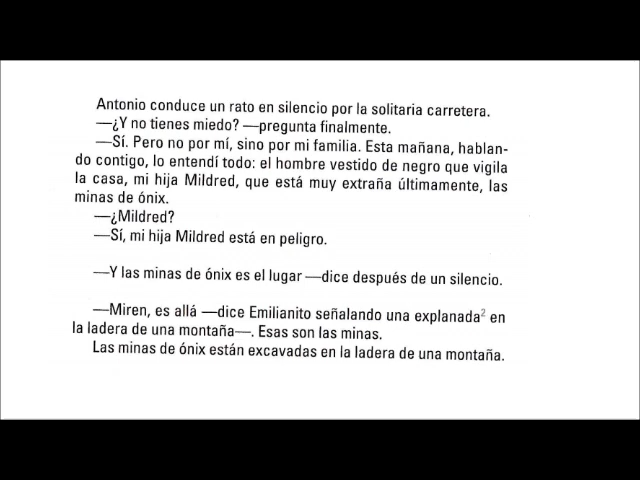 Antonio conduce un rato en silencio por la solitaria carretera.
—¿Y no tienes miedo? —pregunta finalmente.
—Sí. Pero no por mí, sino por mi familia. Esta mañana, hablan-
do contigo, lo entendí todo: el hombre vestido de negro que vigila
la casa, mi hija Mildred, que está muy extraña últimamente, las
minas de ónix.
—¿Mildred?
—Sí, mi hija Mildred está en peligro.
—Y las minas de ónix es el lugar —dice después de un silencio.
—Miren, es allá —dice Emilianito señalando una explanada² en
la ladera de una montaña—. Esas son las minas.
Las minas de ónix están excavadas en la ladera de una montaña.